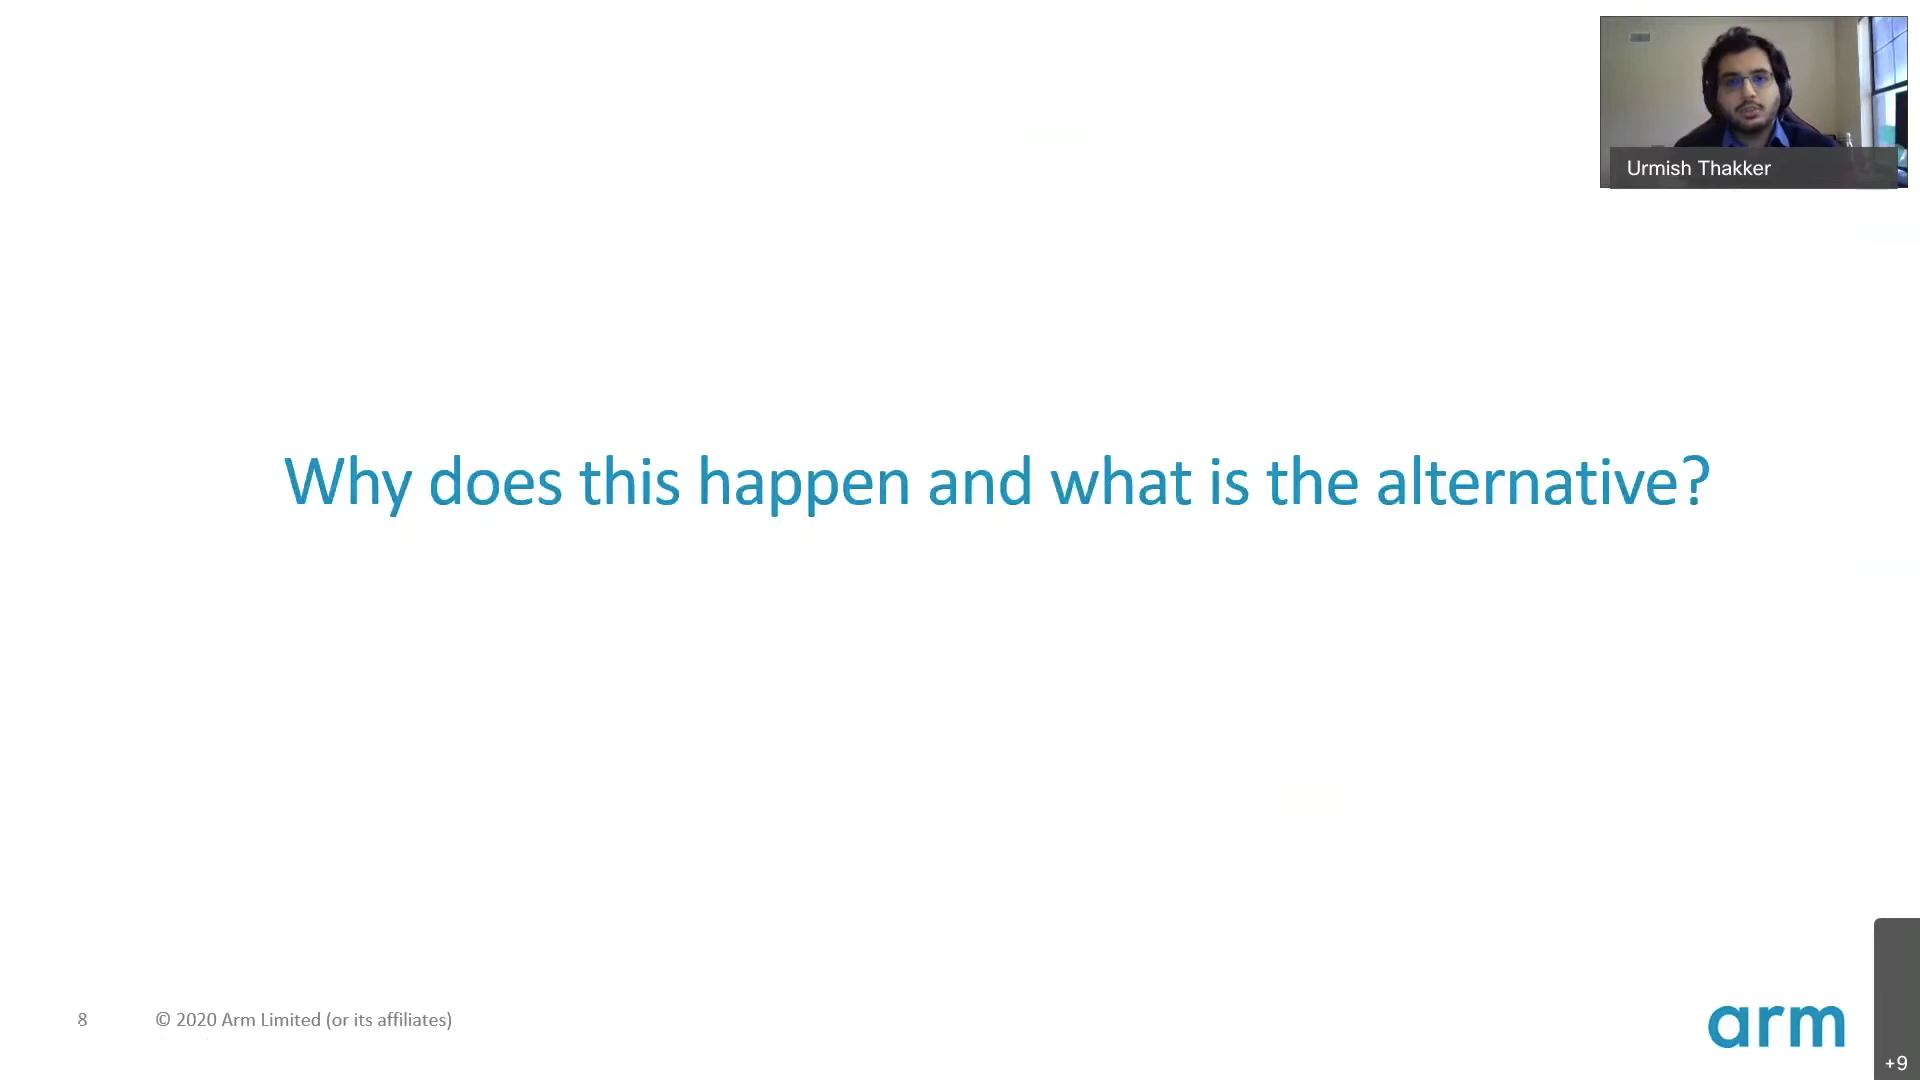 Urmish Thakker
Why does this happen and what is the alternative?
8
© 2020 Arm Limited (or its affiliates)
arm
+9